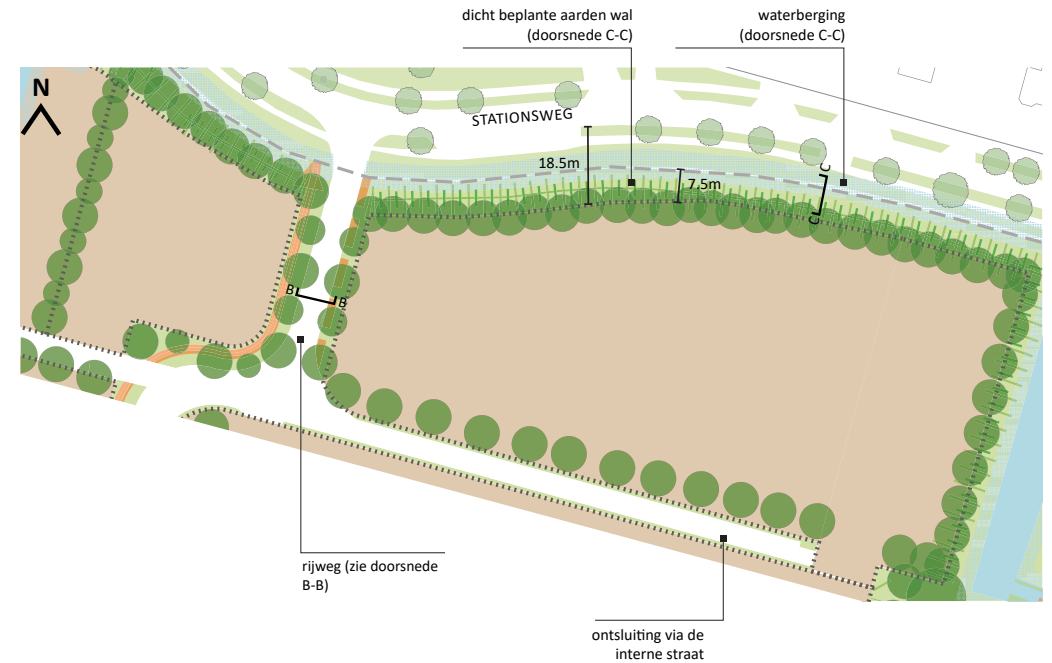 dicht beplante aarden wal
(doorsnede C-C)
waterberging
(doorsnede C-C)
N
STATIONSWEG
18.5m
7.5m
C
C
B
B
rijweg (zie doorsnede
B-B)
ontsluiting via de
interne straat